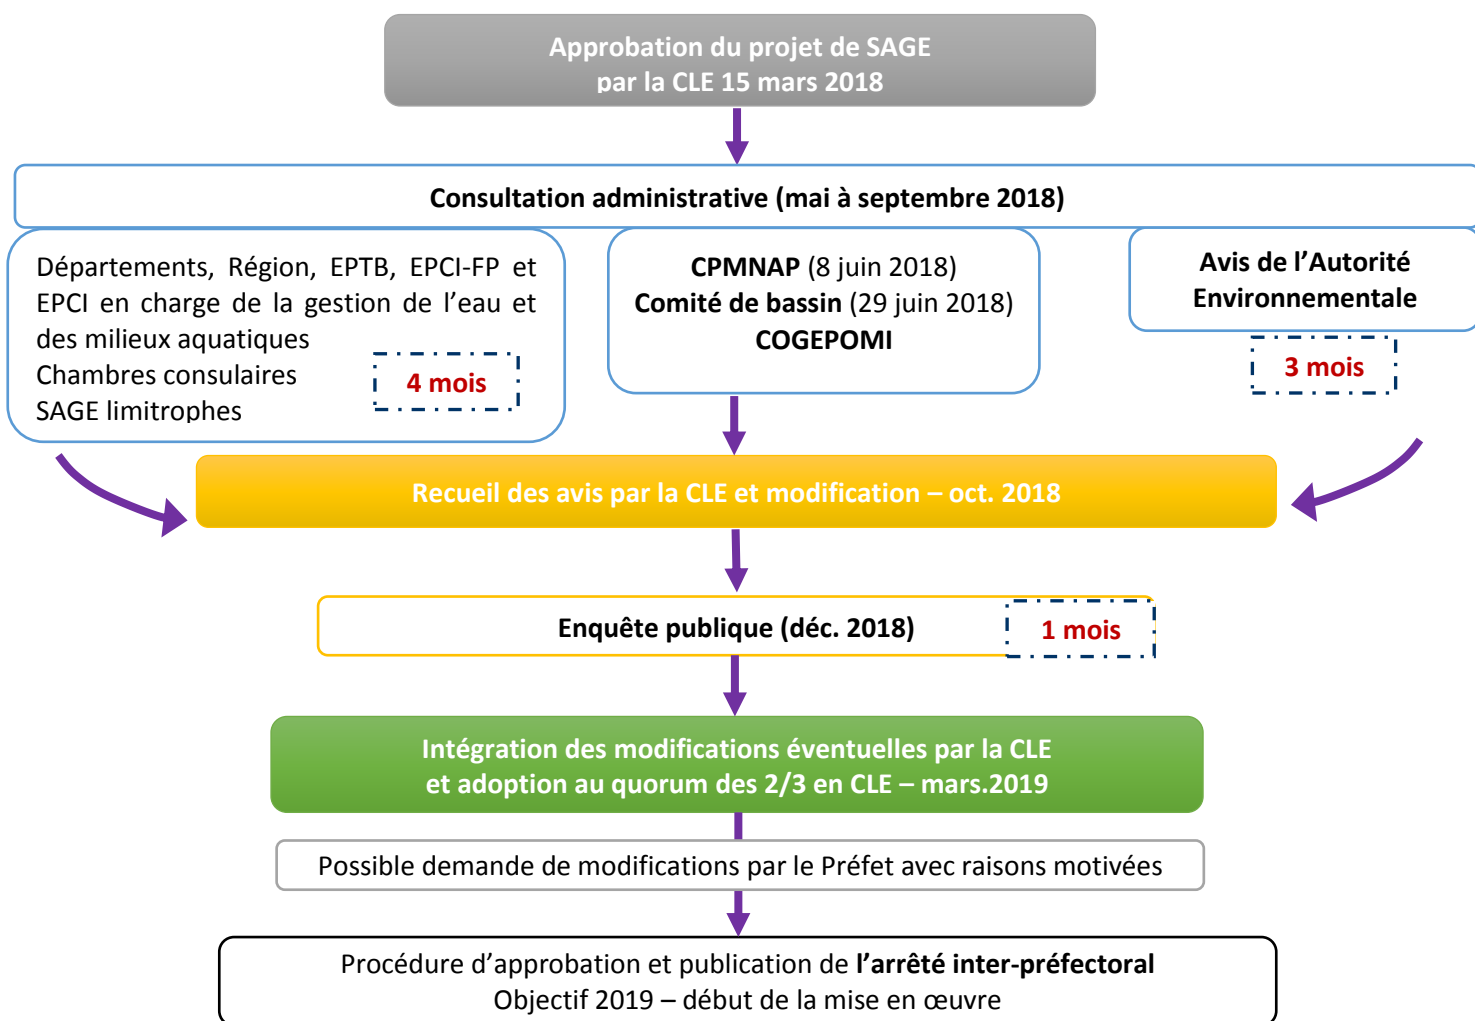 Approbation du projet de SAGE
par la CLE 15 mars 2018
Consultation administrative (mai à septembre 2018)
Départements, Région, EPTB, EPCI-FP et
EPCI en charge de la gestion de l’eau et
des milieux aquatiques
Chambres consulaires
SAGE limitrophes
4 mois
CPMNAP (8 juin 2018)
Comité de bassin (29 juin 2018)
COGEPOMI
Avis de l’Autorité
Environnementale
3 mois
Recueil des avis par la CLE et modification – oct. 2018
Enquête publique (déc. 2018)
1 mois
Intégration des modifications éventuelles par la CLE
et adoption au quorum des 2/3 en CLE – mars.2019
Possible demande de modifications par le Préfet avec raisons motivées
Procédure d’approbation et publication de l’arrêté inter-préfectoral
Objectif 2019 – début de la mise en œuvre